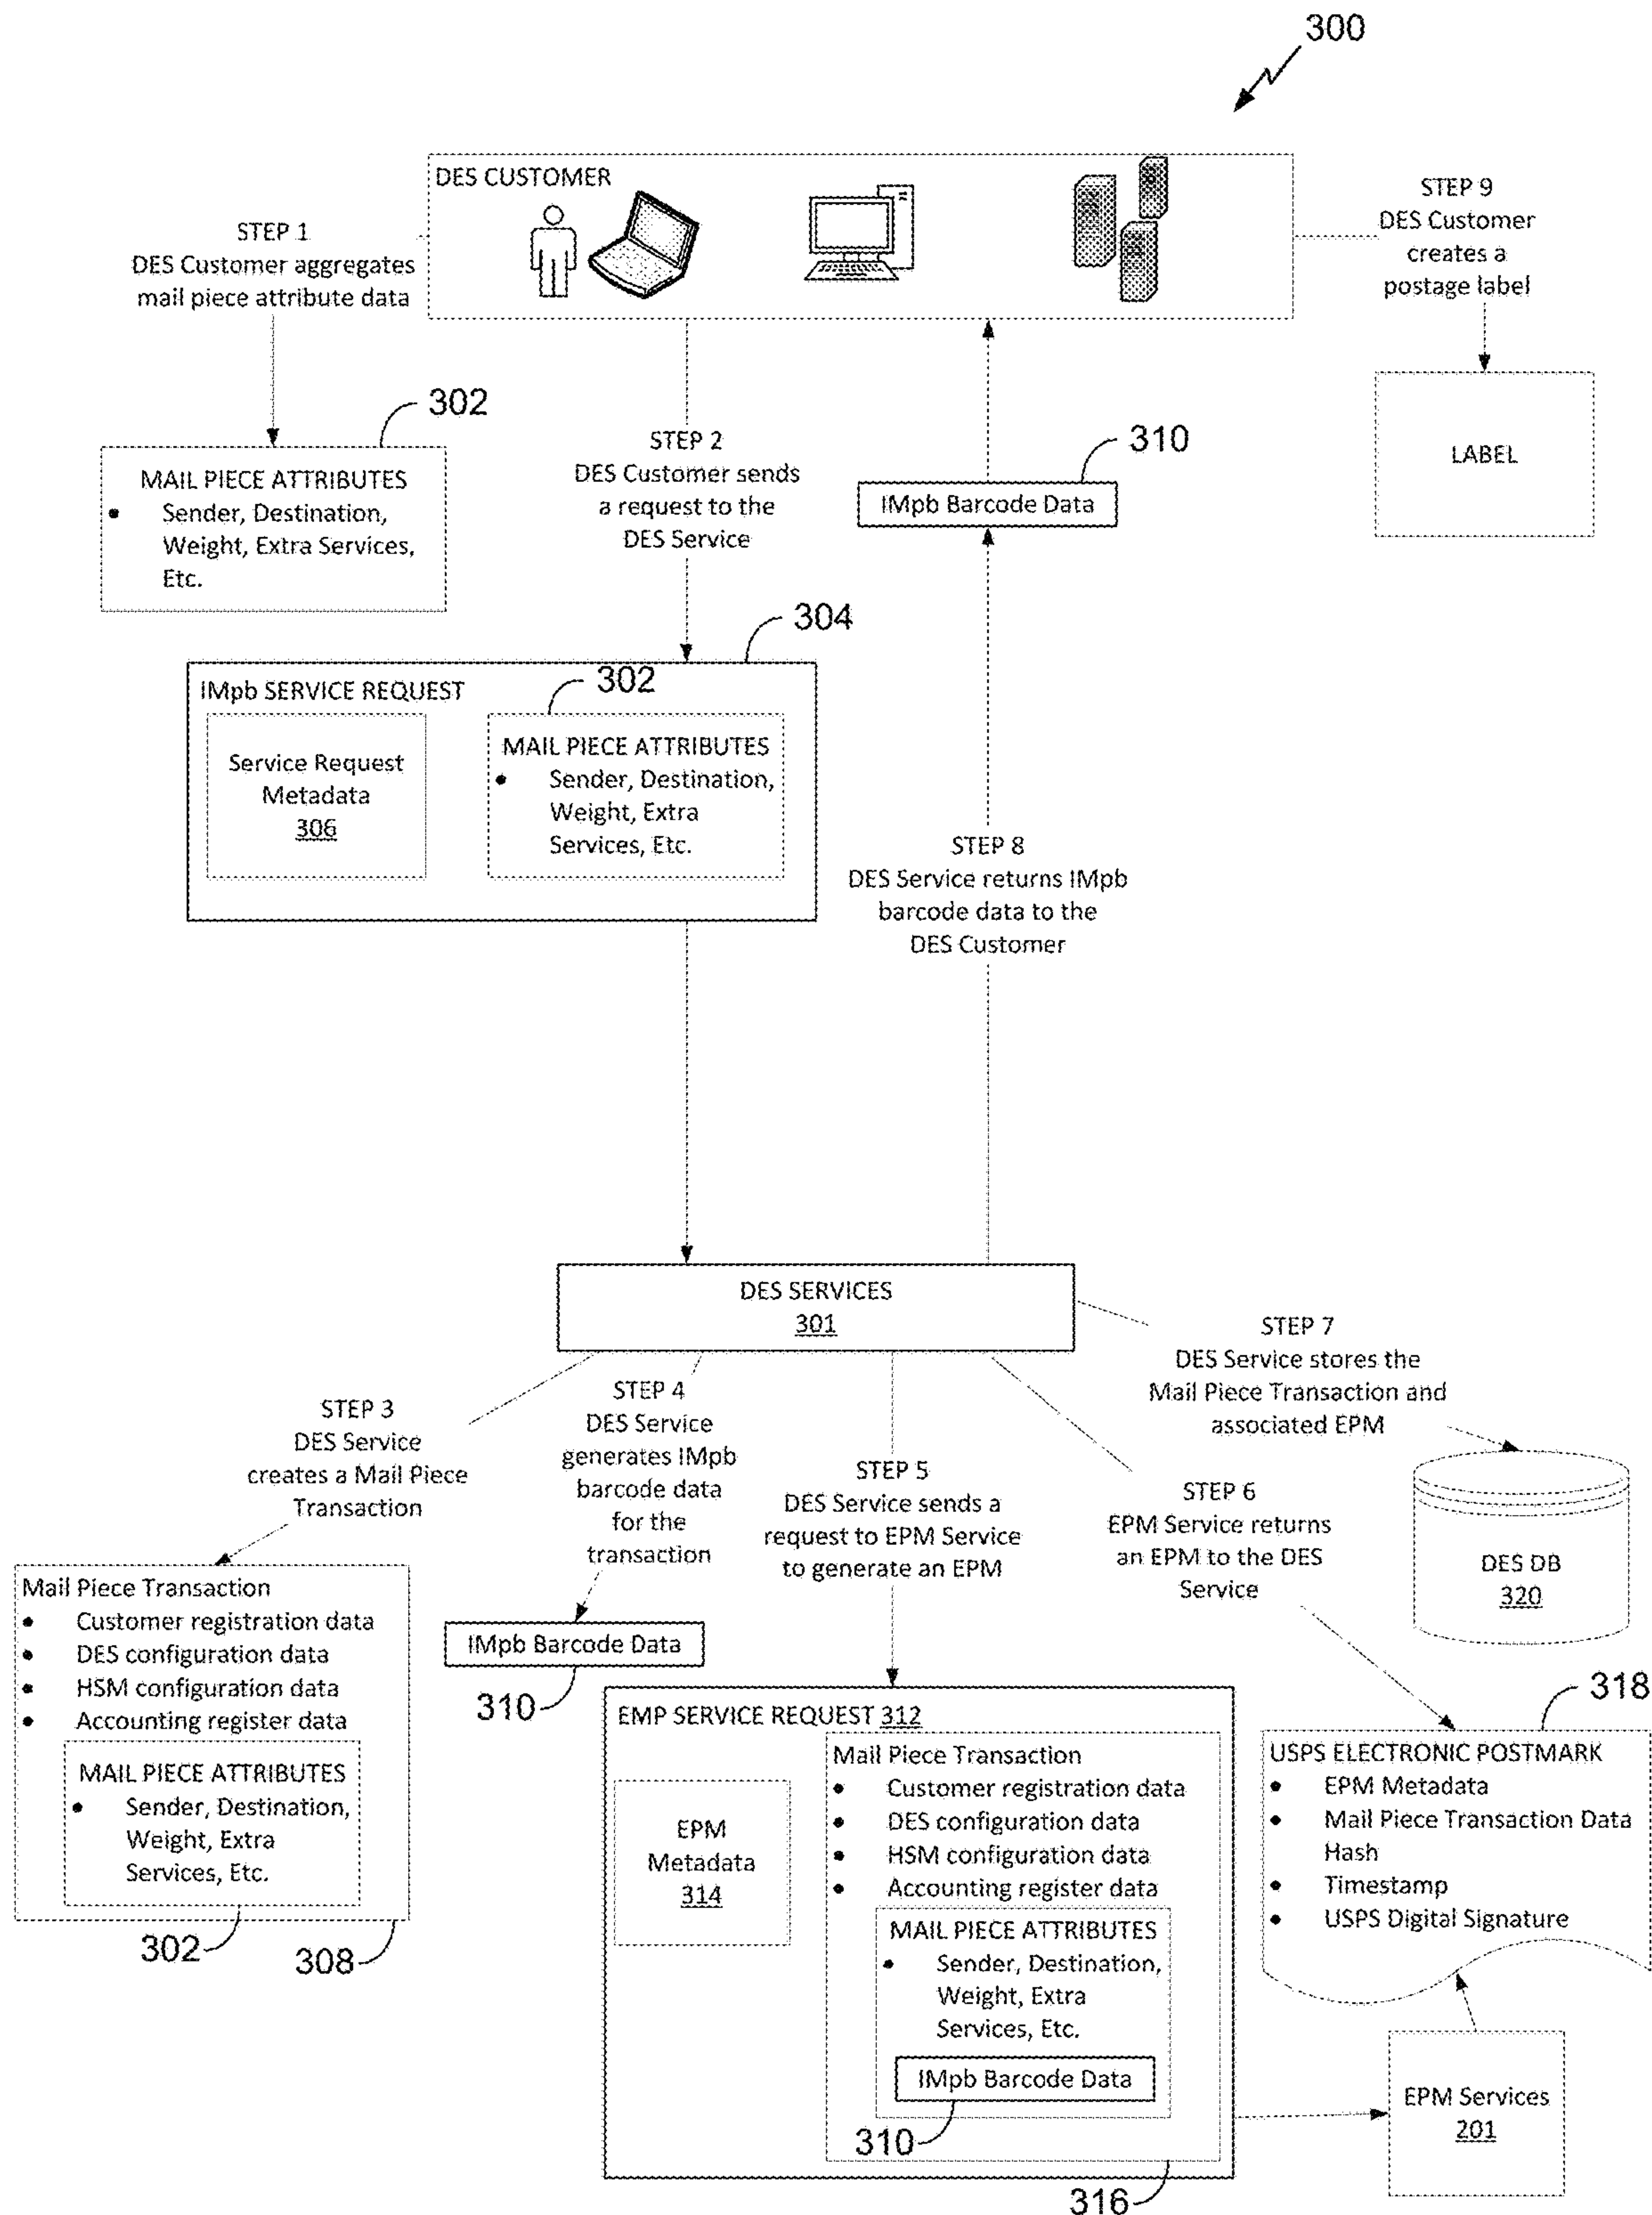 300
DES CUSTOMER
STEP 1
DES Customer aggregates
mail piece attribute data
STEP 9
DES Customer
creates a
postage label
302
MAIL PIECE ATTRIBUTES
• Sender, Destination,
Weight, Extra Services,
Etc.
STEP 2
DES Customer sends
a request to the
DES Service
310
IMpb Barcode Data
LABEL
304
IMpb SERVICE REQUEST
302
Service Request
Metadata
306
MAIL PIECE ATTRIBUTES
• Sender, Destination,
Weight, Extra
Services, Etc.
STEP 8
DES Service returns IMpb
barcode data to the
DES Customer
DES SERVICES
301
STEP 3
DES Service
creates a Mail Piece
Transaction
STEP 4
DES Service
generates IMpb
barcode data
for the
transaction
STEP 5
DES Service sends a
request to EPM Service
to generate an EPM
STEP 6
EPM Service returns
an EPM to the DES
Service
STEP 7
DES Service stores the
Mail Piece Transaction and
associated EPM
DES DB
320
Mail Piece Transaction
• Customer registration data
• DES configuration data
• HSM configuration data
• Accounting register data
MAIL PIECE ATTRIBUTES
• Sender, Destination,
Weight, Extra
Services, Etc.
302
308
IMpb Barcode Data
310
EMP SERVICE REQUEST 312
EPM
Metadata
314
Mail Piece Transaction
• Customer registration data
• DES configuration data
• HSM configuration data
• Accounting register data
MAIL PIECE ATTRIBUTES
• Sender, Destination,
Weight, Extra
Services, Etc.
IMpb Barcode Data
310
316
318
USPS ELECTRONIC POSTMARK
• EPM Metadata
• Mail Piece Transaction Data
Hash
• Timestamp
• USPS Digital Signature
EPM Services
201